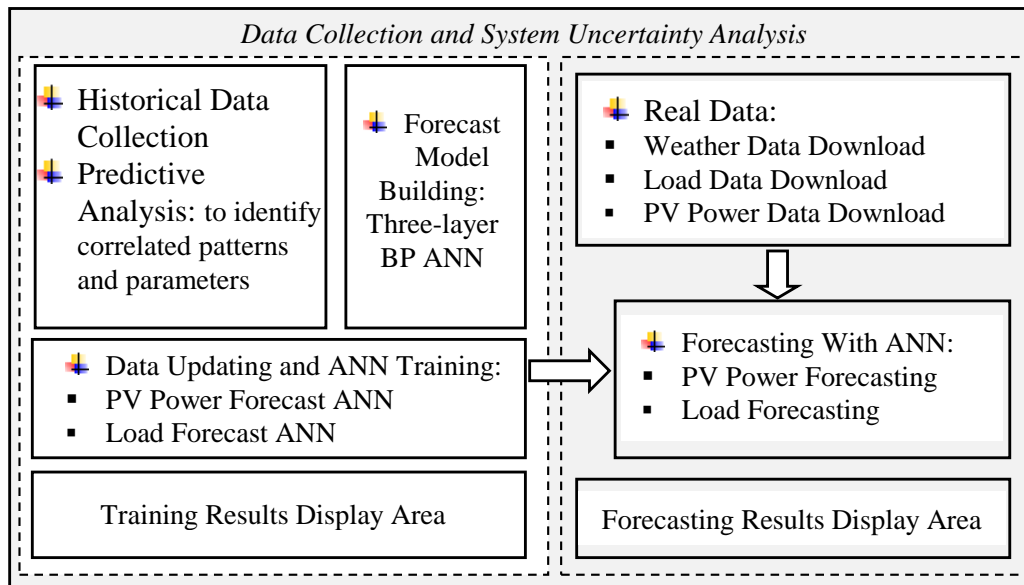 Data Collection and System Uncertainty Analysis
Historical Data
Collection
Predictive
Analysis: to identify
correlated patterns
and parameters
Forecast
Model
Building:
Three-layer
BP ANN
Data Updating and ANN Training:
▪ PV Power Forecast ANN
▪ Load Forecast ANN
Training Results Display Area
Real Data:
▪ Weather Data Download
▪ Load Data Download
▪ PV Power Data Download
Forecasting With ANN:
▪ PV Power Forecasting
▪ Load Forecasting
Forecasting Results Display Area